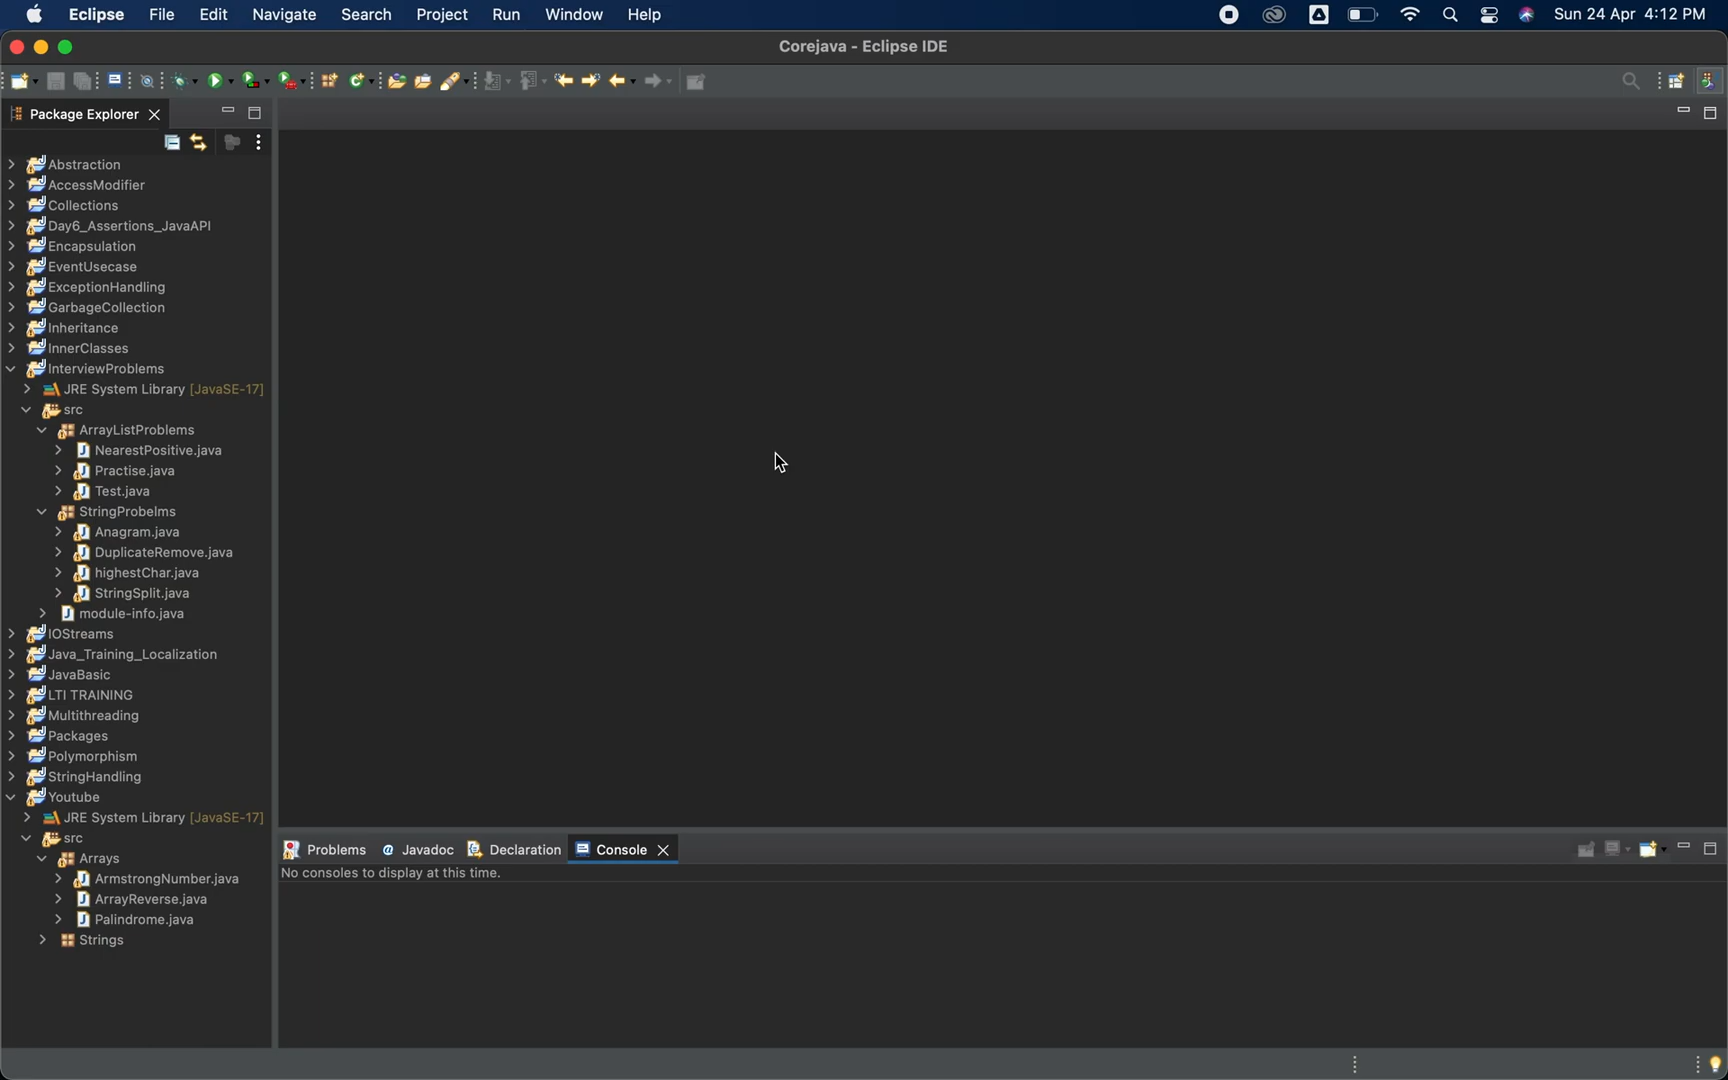 Eclipse File Edit Navigate Search Project Run Window Help Sun 24 Apr 4:12 PM
Corejava - Eclipse IDE
Package Explorer
Abstraction
AccessModifier
Collections
Day6_Assertions_JavaAPI
Encapsulation
EventUsecase
ExceptionHandling
GarbageCollection
Inheritance
InnerClasses
InterviewProblems
JRE System Library [JavaSE-17]
src
ArrayListProblems
NearestPositive.java
Practise.java
Test.java
StringProbelms
Anagram.java
DuplicateRemove.java
highestChar.java
StringSplit.java
module-info.java
IOStreams
Java_Training_Localization
JavaBasic
LTI TRAINING
Multithreading
Packages
Polymorphism
StringHandling
Youtube
JRE System Library [JavaSE-17]
src
Arrays
ArmstrongNumber.java
ArrayReverse.java
Palindrome.java
Strings
Problems Javadoc Declaration Console
No consoles to display at this time.